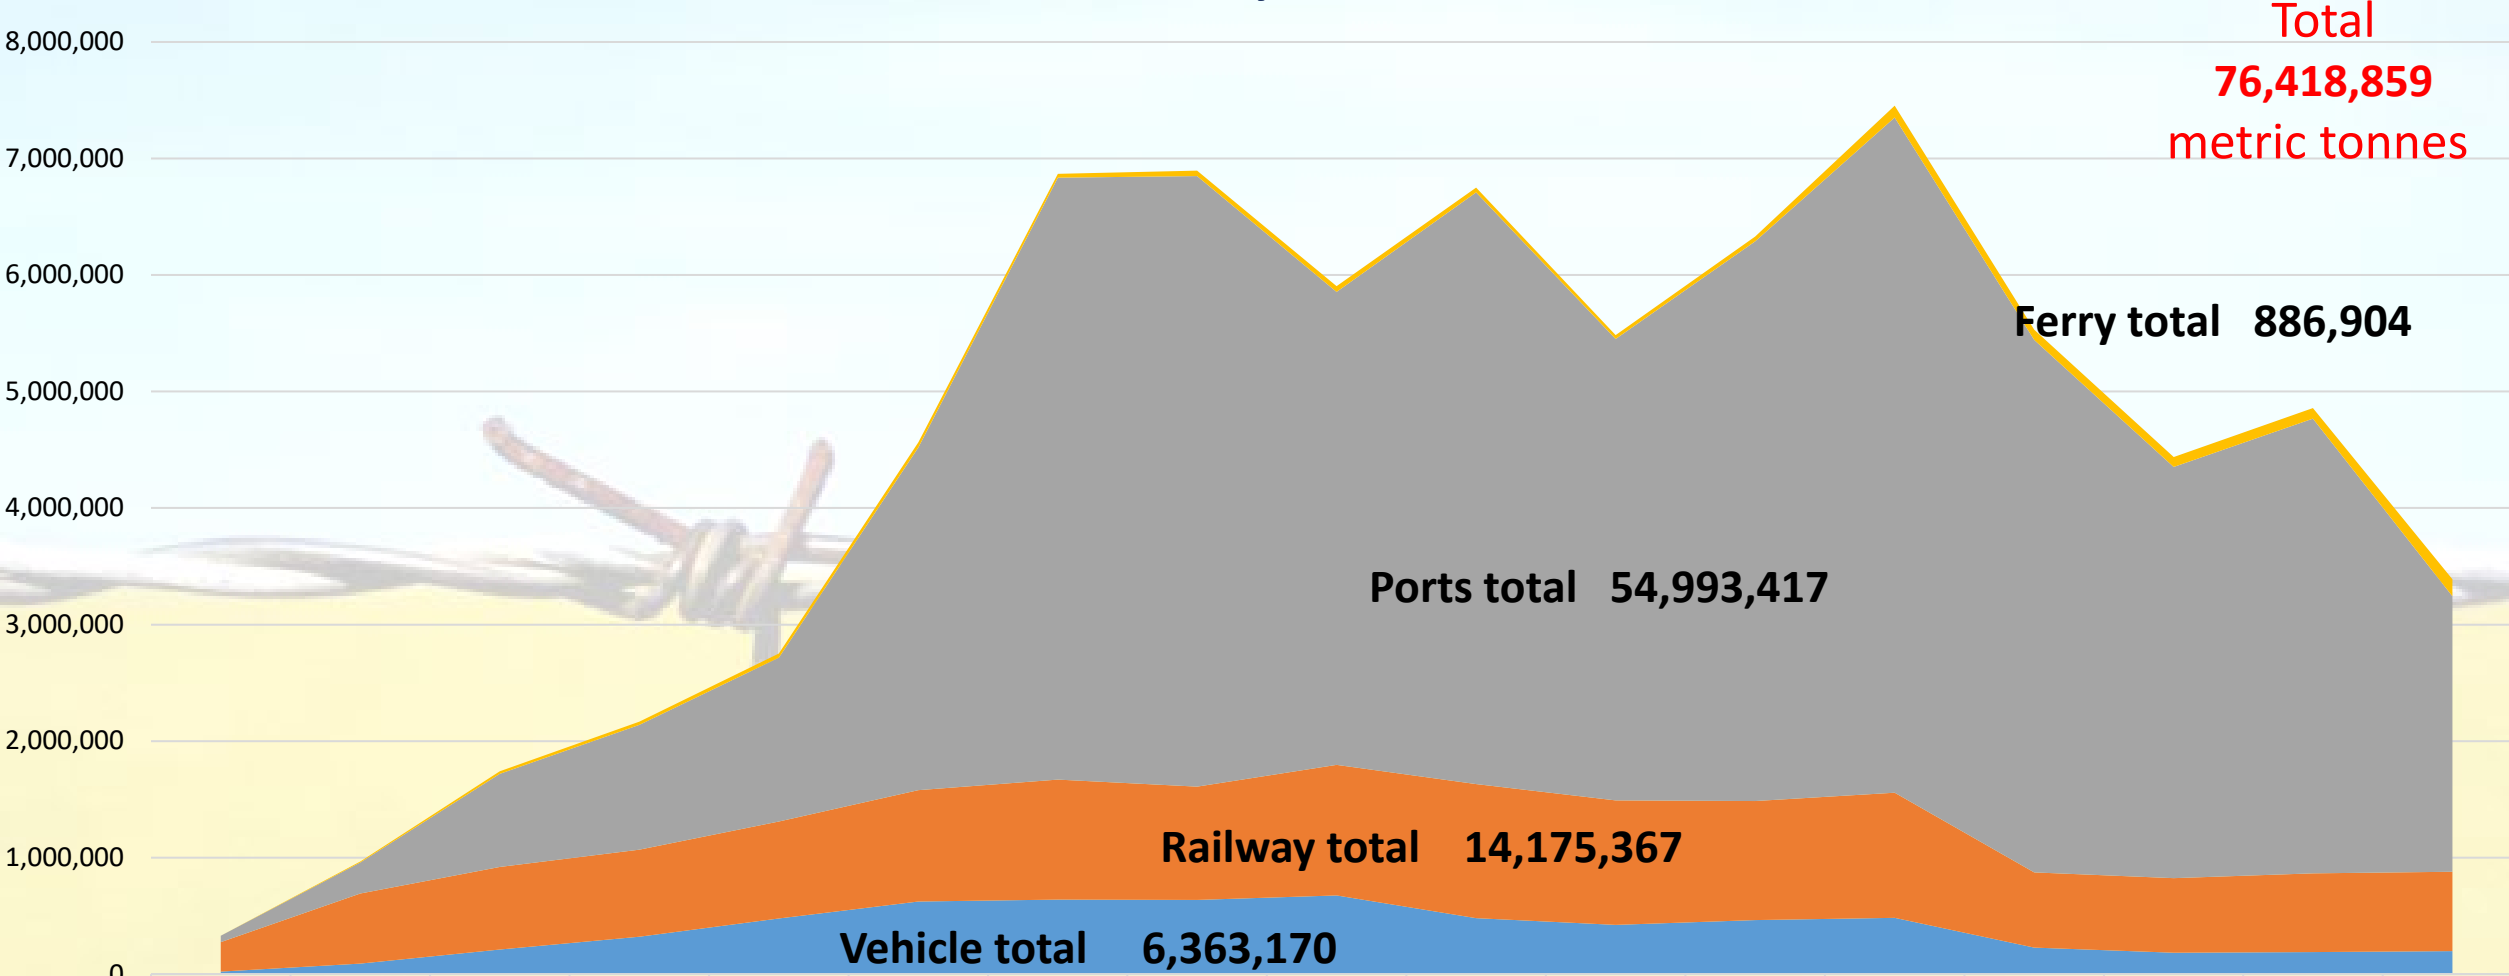 Total
76,418,859
metric tonnes
8,000,000
7,000,000
6,000,000
5,000,000
4,000,000
3,000,000
2,000,000
1,000,000
0
Ferry total 886,904
Ports total 54,993,417
Railway total 14,175,367
Vehicle total 6,363,170